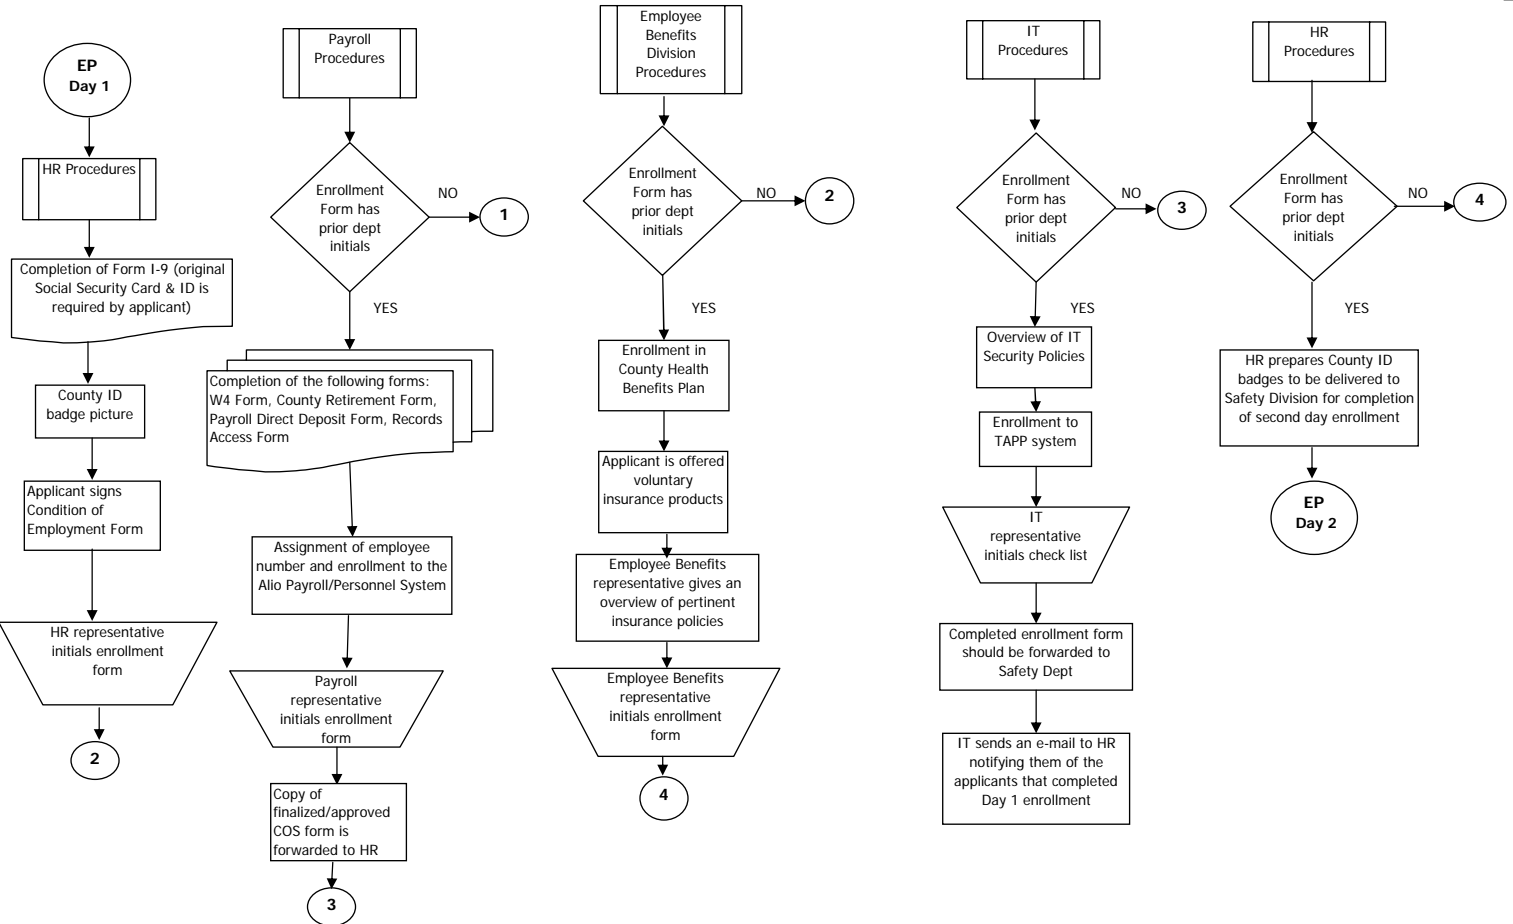 EP
Day 1
HR Procedures
Completion of Form I-9 (original
Social Security Card & ID is
required by applicant)
County ID
badge picture
Applicant signs
Condition of
Employment Form
HR representative
initials enrollment
form
2
Payroll
Procedures
Enrollment
Form has
prior dept
initials
NO
1
YES
Completion of the following forms:
W4 Form, County Retirement Form,
Payroll Direct Deposit Form, Records
Access Form
Assignment of employee
number and enrollment to the
Alio Payroll/Personnel System
Payroll
representative
initials enrollment
form
Copy of
finalized/approved
COS form is
forwarded to HR
3
Employee
Benefits
Division
Procedures
Enrollment
Form has
prior dept
initials
NO
2
YES
Enrollment in
County Health
Benefits Plan
Applicant is offered
voluntary
insurance products
Employee Benefits
representative gives an
overview of pertinent
insurance policies
Employee Benefits
representative
initials enrollment
form
4
IT
Procedures
Enrollment
Form has
prior dept
initials
NO
3
YES
Overview of IT
Security Policies
Enrollment to
TAPP system
IT
representative
initials check list
Completed enrollment form
should be forwarded to
Safety Dept
IT sends an e-mail to HR
notifying them of the
applicants that completed
Day 1 enrollment
HR
Procedures
Enrollment
Form has
prior dept
initials
NO
4
YES
HR prepares County ID
badges to be delivered to
Safety Division for completion
of second day enrollment
EP
Day 2